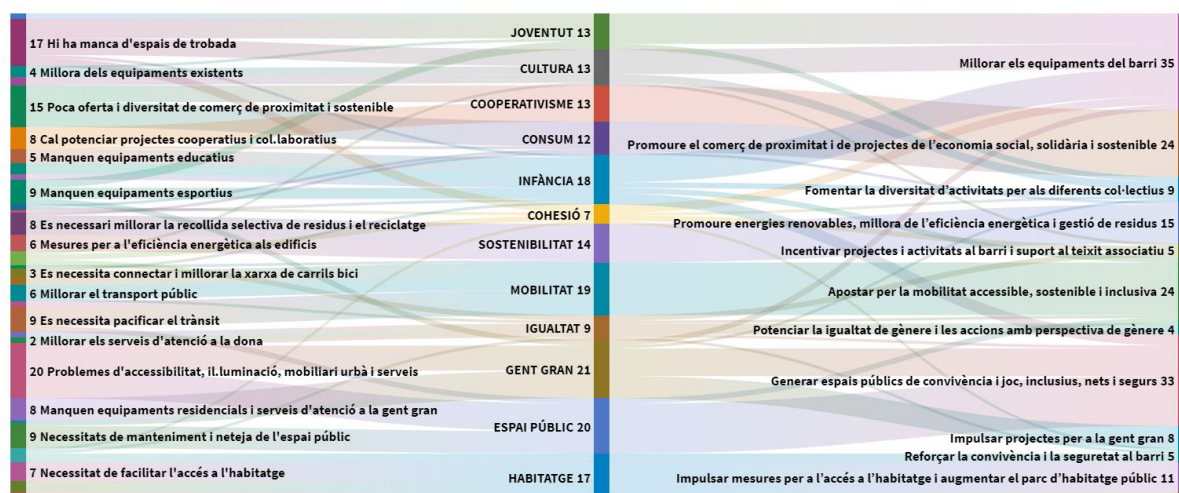 17 Hi ha manca d'espais de trobada
4 Millora dels equipaments existents
15 Poca oferta i diversitat de comerç de proximitat i sostenible
8 Cal potenciar projectes cooperatius i col.laboratius
5 Manquen equipaments educatius
9 Manquen equipaments esportius
8 Es necessari millorar la recollida selectiva de residus i el reciclatge
6 Mesures per a l'eficiència energètica als edificis
3 Es necessita connectar i millorar la xarxa de carrils bici
6 Millorar el transport públic
9 Es necessita pacificar el trànsit
2 Millorar els serveis d'atenció a la dona
20 Problemes d'accessibilitat, il.luminació, mobiliari urbà i serveis
8 Manquen equipaments residencials i serveis d'atenció a la gent gran
9 Necessitats de manteniment i neteja de l'espai públic
7 Necessitat de facilitar l'accés a l'habitatge
JOVENTUT 13
CULTURA 13
COOPERATIVISME 13
CONSUM 12
INFÀNCIA 18
COHESIÓ 7
SOSTENIBILITAT 14
MOBILITAT 19
IGUALTAT 9
GENT GRAN 21
ESPAI PÚBLIC 20
HABITATGE 17
Millorar els equipaments del barri 35
Promoure el comerç de proximitat i de projectes de l’economia social, solidària i sostenible 24
Fomentar la diversitat d’activitats per als diferents col·lectius 9
Promoure energies renovables, millora de l’eficiència energètica i gestió de residus 15
Incentivar projectes i activitats al barri i suport al teixit associatiu 5
Apostar per la mobilitat accessible, sostenible i inclusiva 24
Potenciar la igualtat de gènere i les accions amb perspectiva de gènere 4
Generar espais públics de convivència i joc, inclusius, nets i segurs 33
Impulsar projectes per a la gent gran 8
Reforçar la convivència i la seguretat al barri 5
Impulsar mesures per a l’accés a l’habitatge i augmentar el parc d’habitatge públic 11